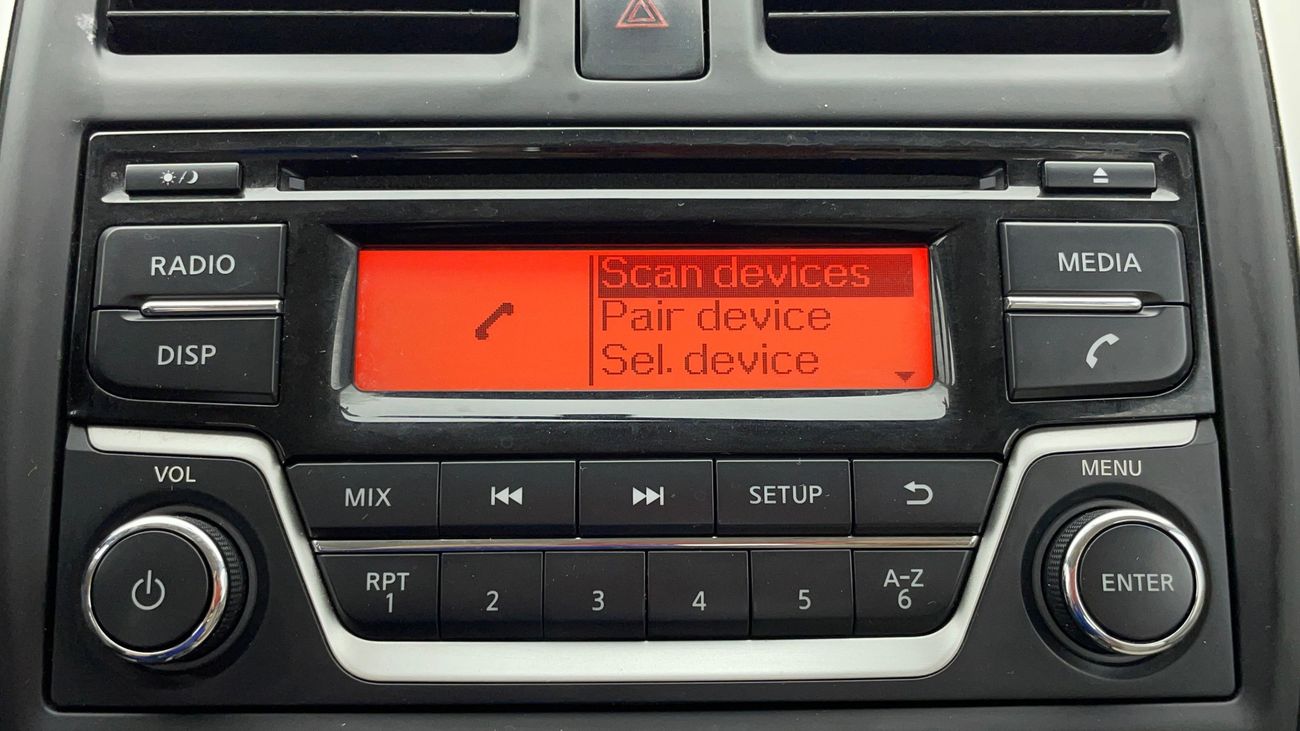 RADIO
DISP
Scan devices
Pair device
Sel. device
MEDIA
VOL
MIX
SETUP
MENU
RPT
1
2
3
4
5
A-Z
6
ENTER